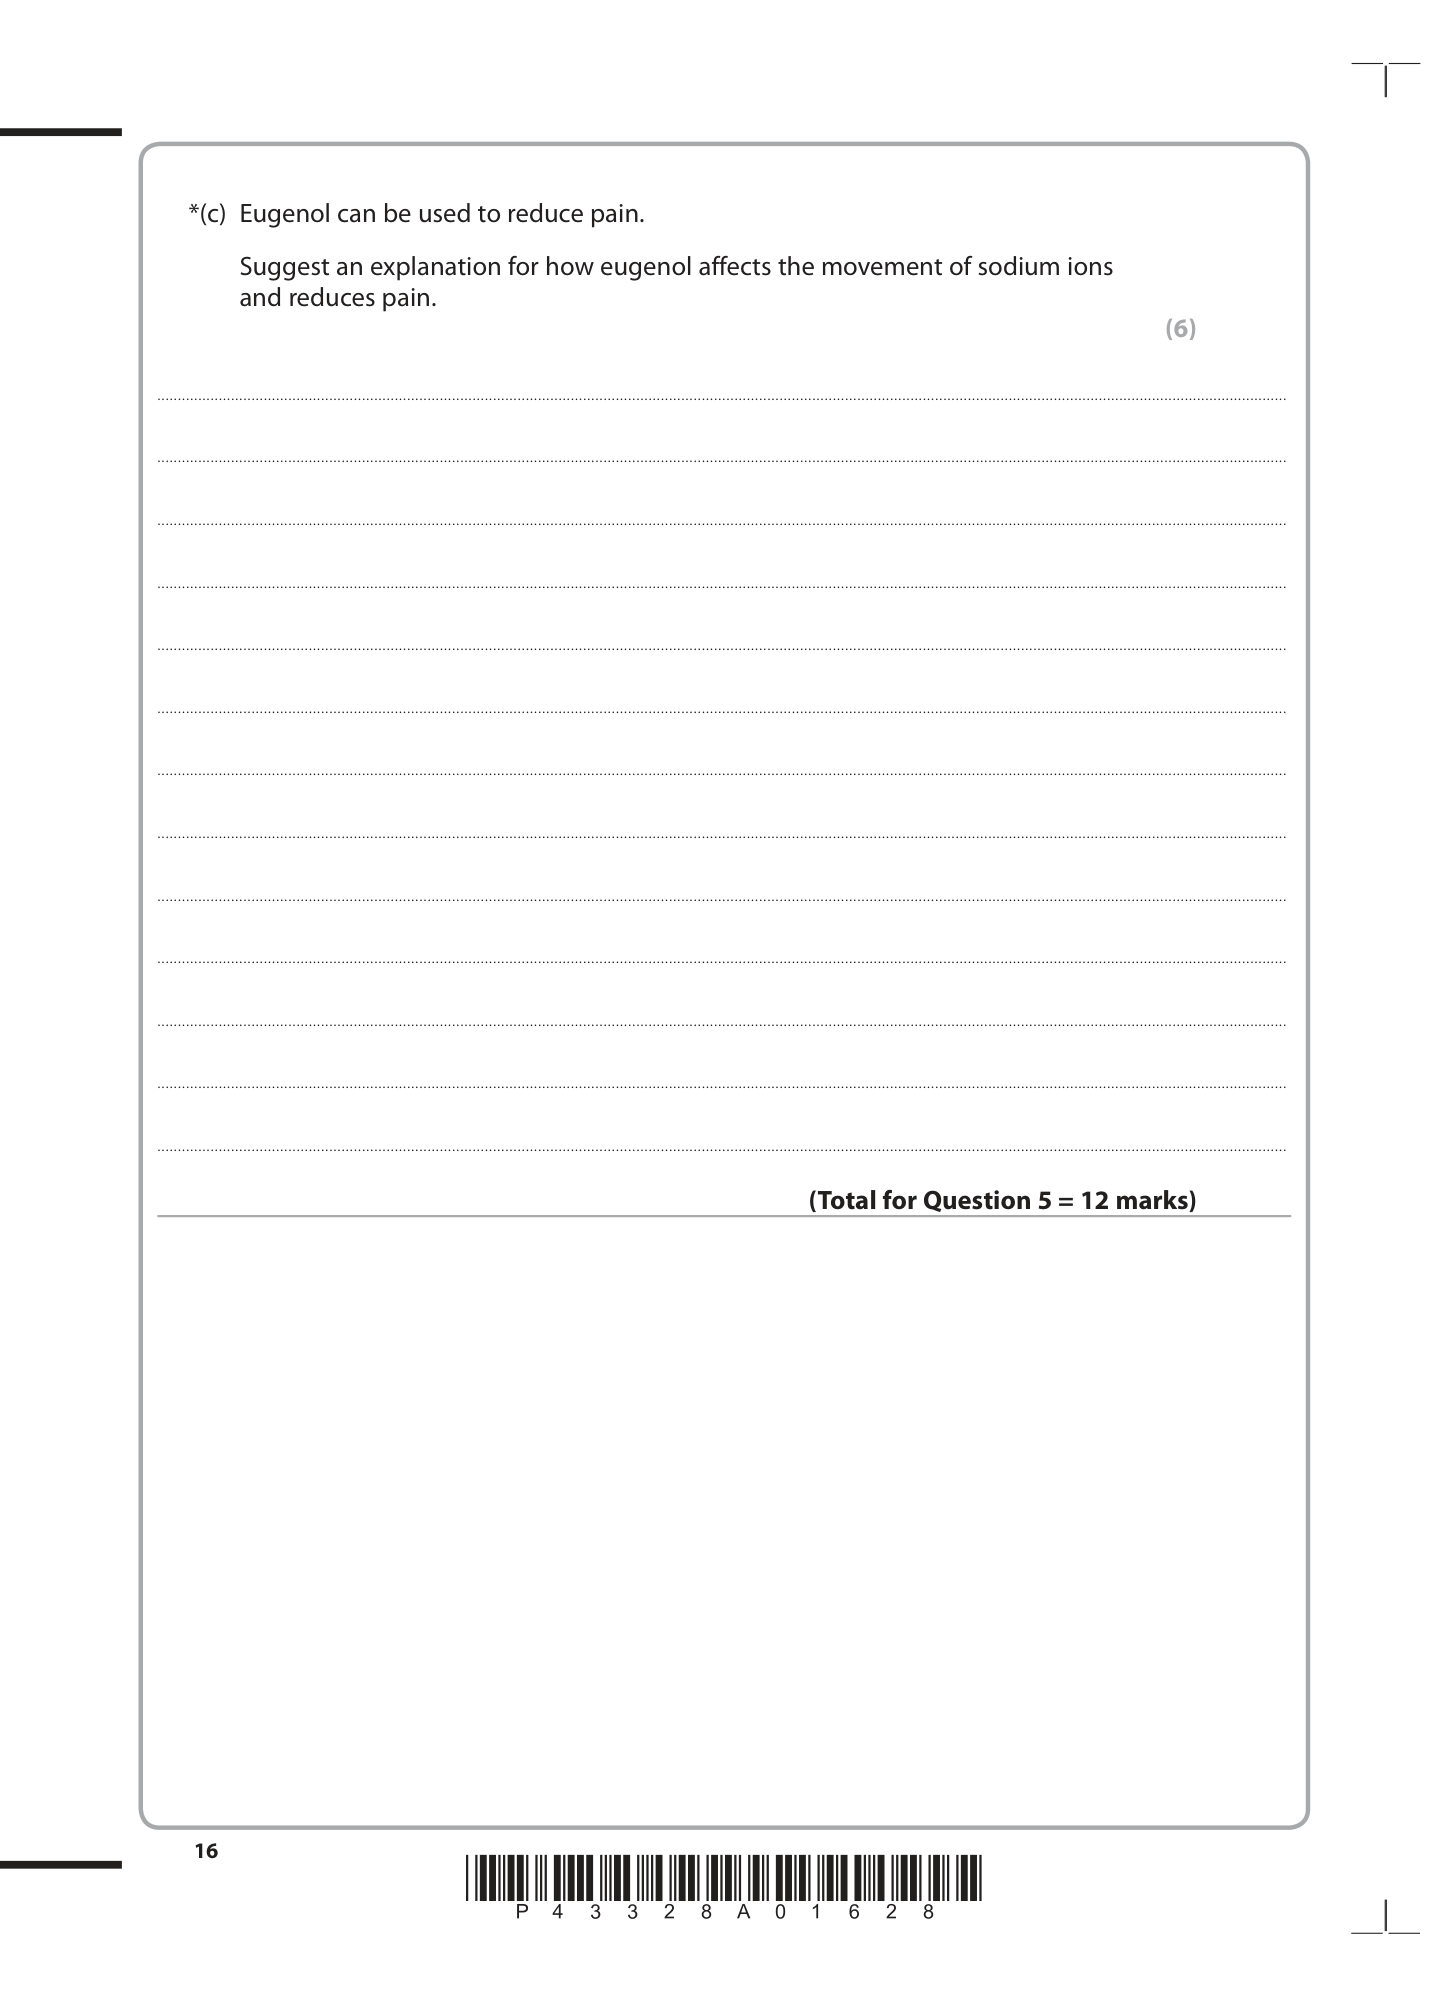 *(c) Eugenol can be used to reduce pain.
Suggest an explanation for how eugenol affects the movement of sodium ions
and reduces pain.
(6)
(Total for Question 5 = 12 marks)
16
P 4 3 3 2 8 A 0 1 6 2 8